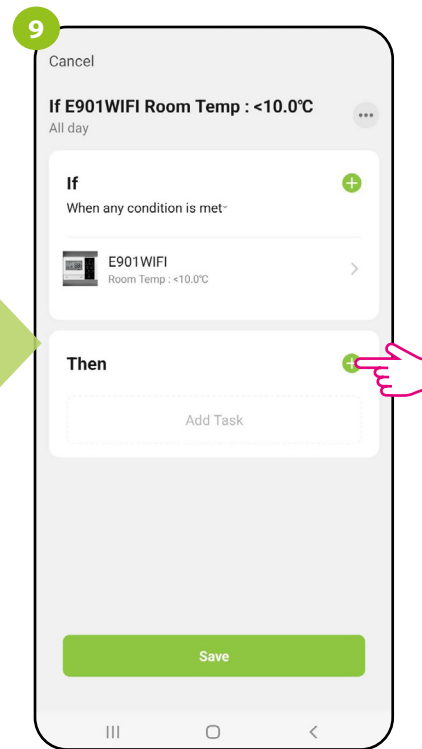 9
Cancel
If E901WIFI Room Temp : <10.0℃
All day
If
When any condition is met
E901WIFI
Room Temp : <10.0℃
Then
Add Task
Save